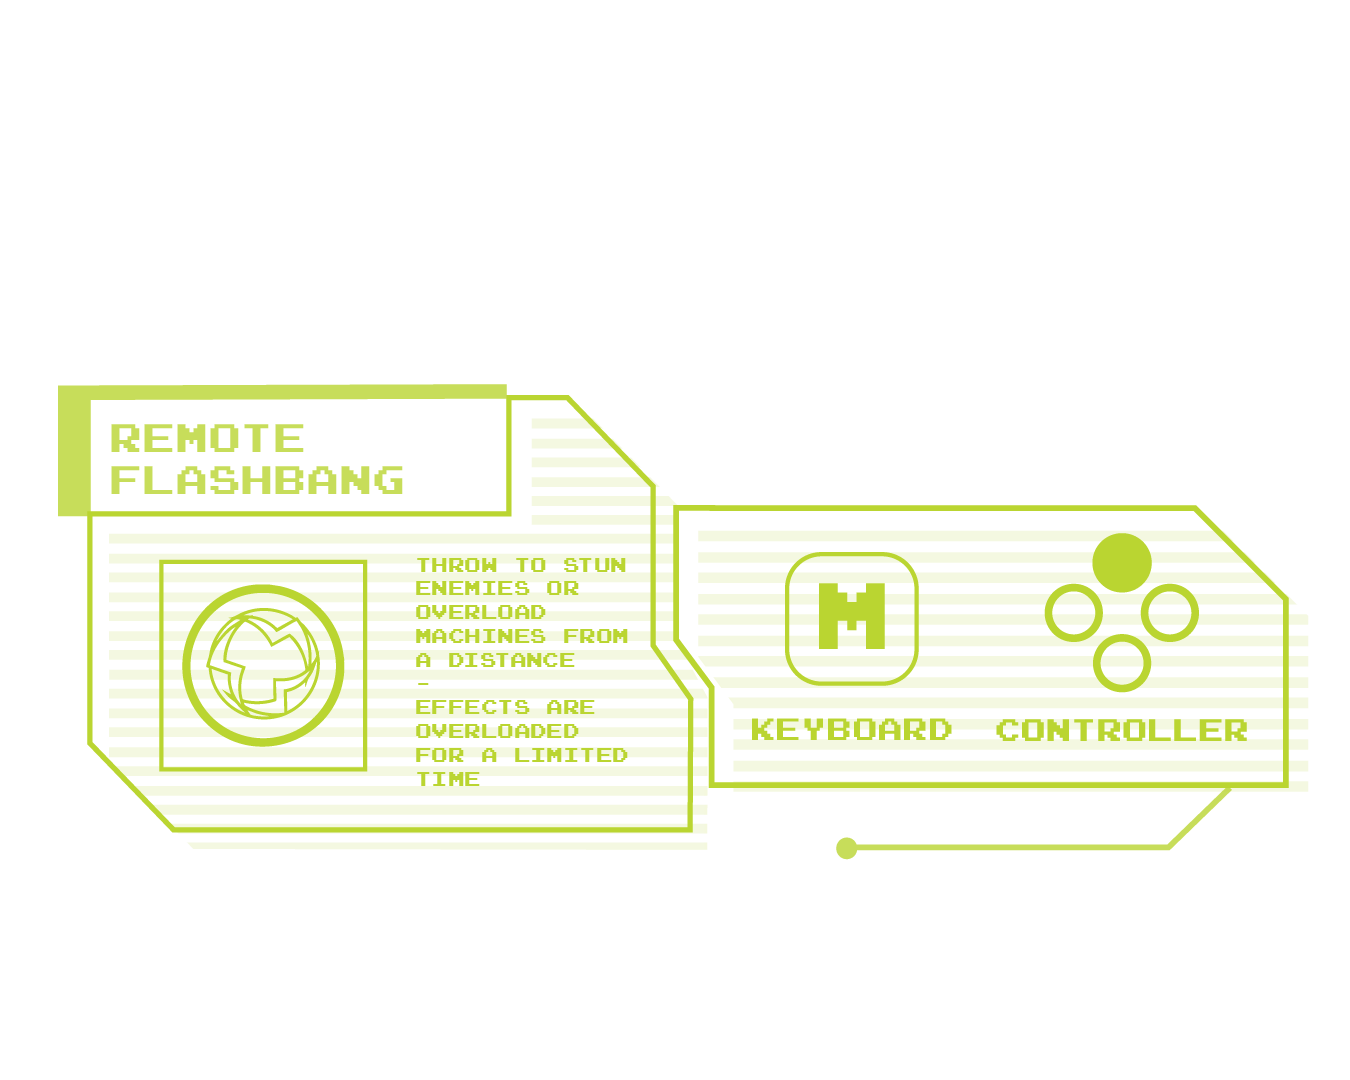 REMOTE
FLASHBANG
THROW TO STUN
ENEMIES OR
OVERLOAD
MACHINES FROM
A DISTANCE
-
EFFECTS ARE
OVERLOADED
FOR A LIMITED
TIME
M
KEYBOARD CONTROLLER